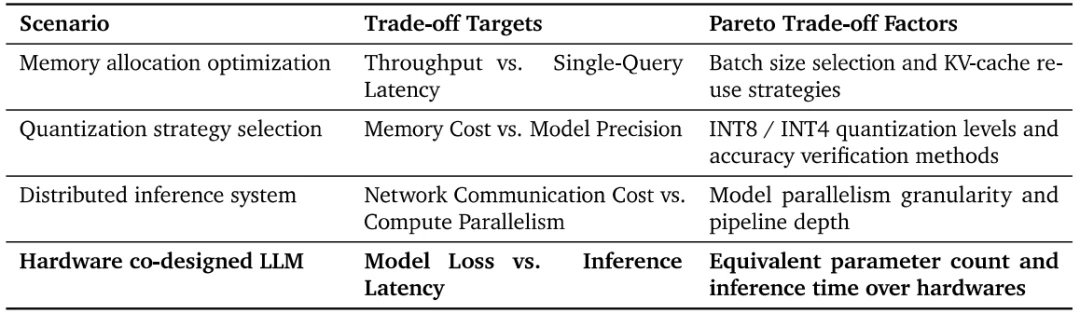 Scenario Trade-off Targets Pareto Trade-off Factors
Memory allocation optimization Throughput vs. Single-Query Batch size selection and KV-cache re-
Latency use strategies
Quantization strategy selection Memory Cost vs. Model Precision INT8 / INT4 quantization levels and
accuracy verification methods
Distributed inference system Network Communication Cost vs. Model parallelism granularity and
Compute Parallelism pipeline depth
Hardware co-designed LLM Model Loss vs. Inference Equivalent parameter count and
Latency inference time over hardwares